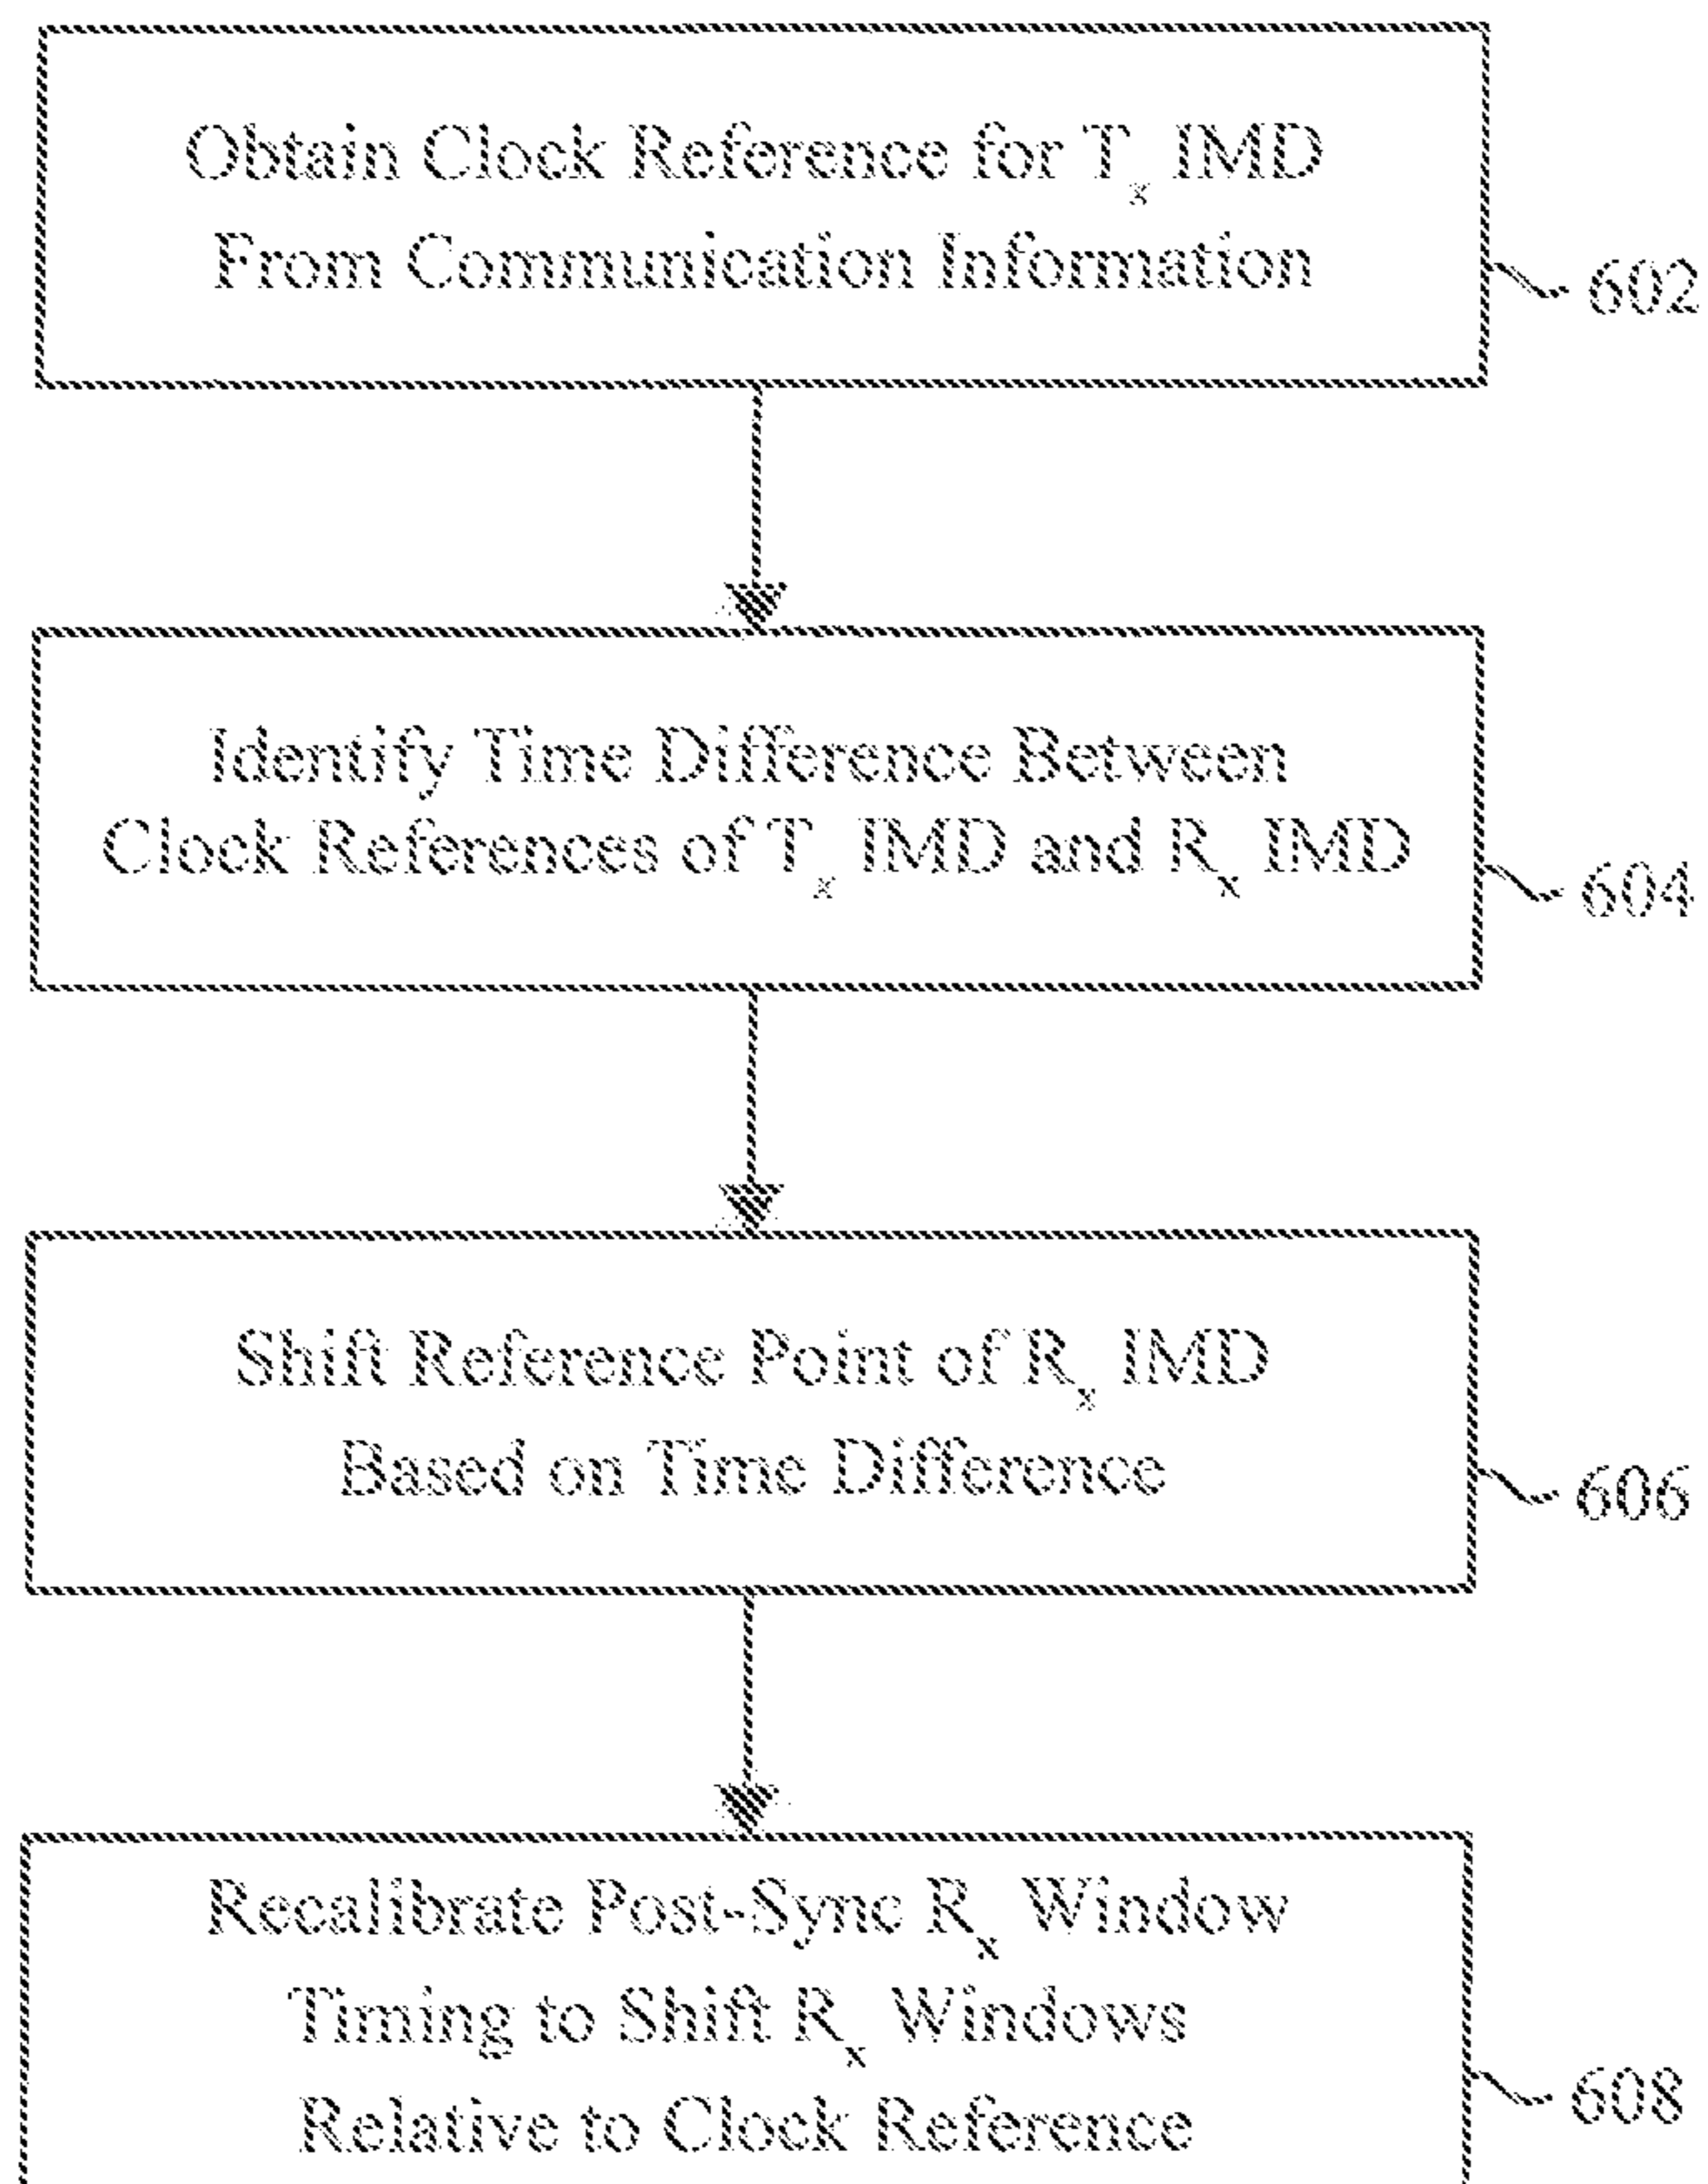 Obtain Clock Reference for Tx IMD
From Communication Information
602
Identify Time Difference Between
Clock References of Tx IMD and Rx IMD
604
Shift Reference Point of Rx IMD
Based on Time Difference
606
Recalibrate Post-Sync Rx Window
Timing to Shift Rx Windows
Relative to Clock Reference
608